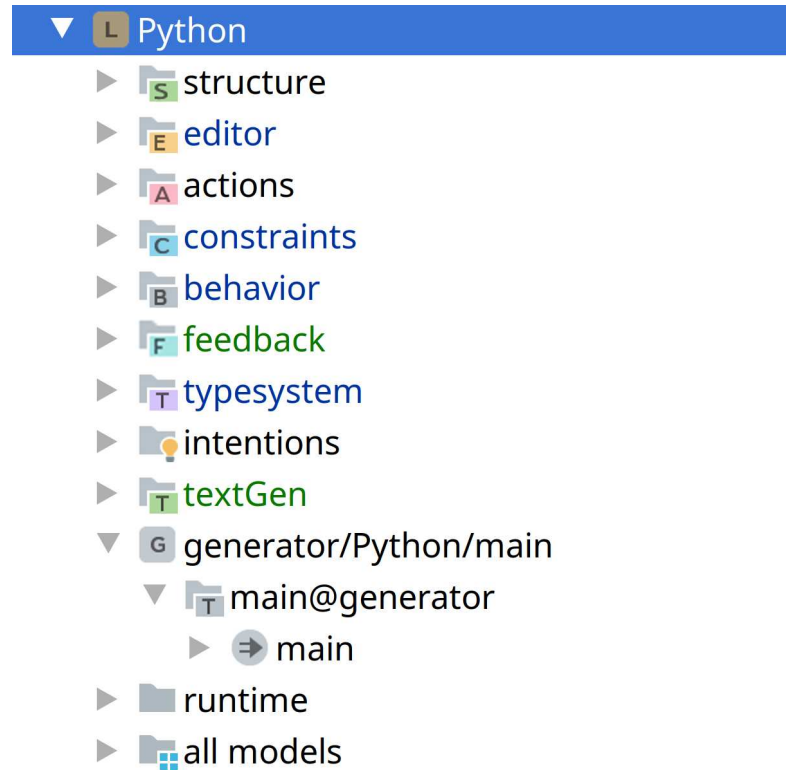 L Python
S structure
E editor
A actions
C constraints
B behavior
F feedback
T typesystem
intentions
T textGen
G generator/Python/main
T main@generator
main
runtime
all models